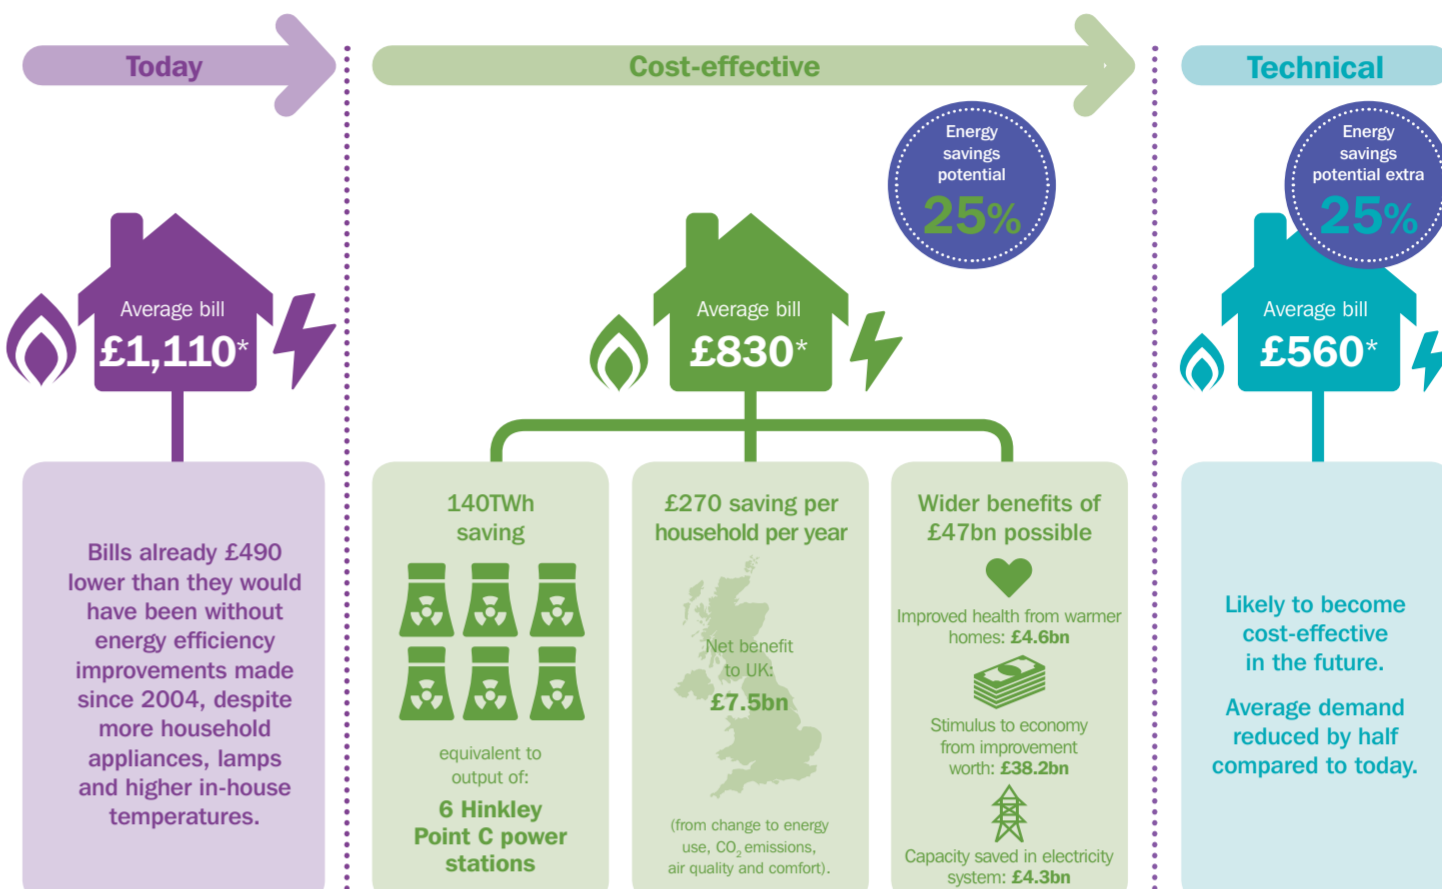 Today
Average bill
£1,110*
Bills already £490
lower than they would
have been without
energy efficiency
improvements made
since 2004, despite
more household
appliances, lamps
and higher in-house
temperatures.
Cost-effective
Energy
savings
potential
25%
Average bill
£830*
140TWh
saving
equivalent to
output of:
6 Hinkley
Point C power
stations
£270 saving per
household per year
Net benefit
to UK:
£7.5bn
(from change to energy
use, CO₂ emissions,
air quality and comfort).
Wider benefits of
£47bn possible
Improved health from warmer
homes: £4.6bn
Stimulus to economy
from improvement
worth: £38.2bn
Capacity saved in electricity
system: £4.3bn
Technical
Energy
savings
potential extra
25%
Average bill
£560*
Likely to become
cost-effective
in the future.
Average demand
reduced by half
compared to today.